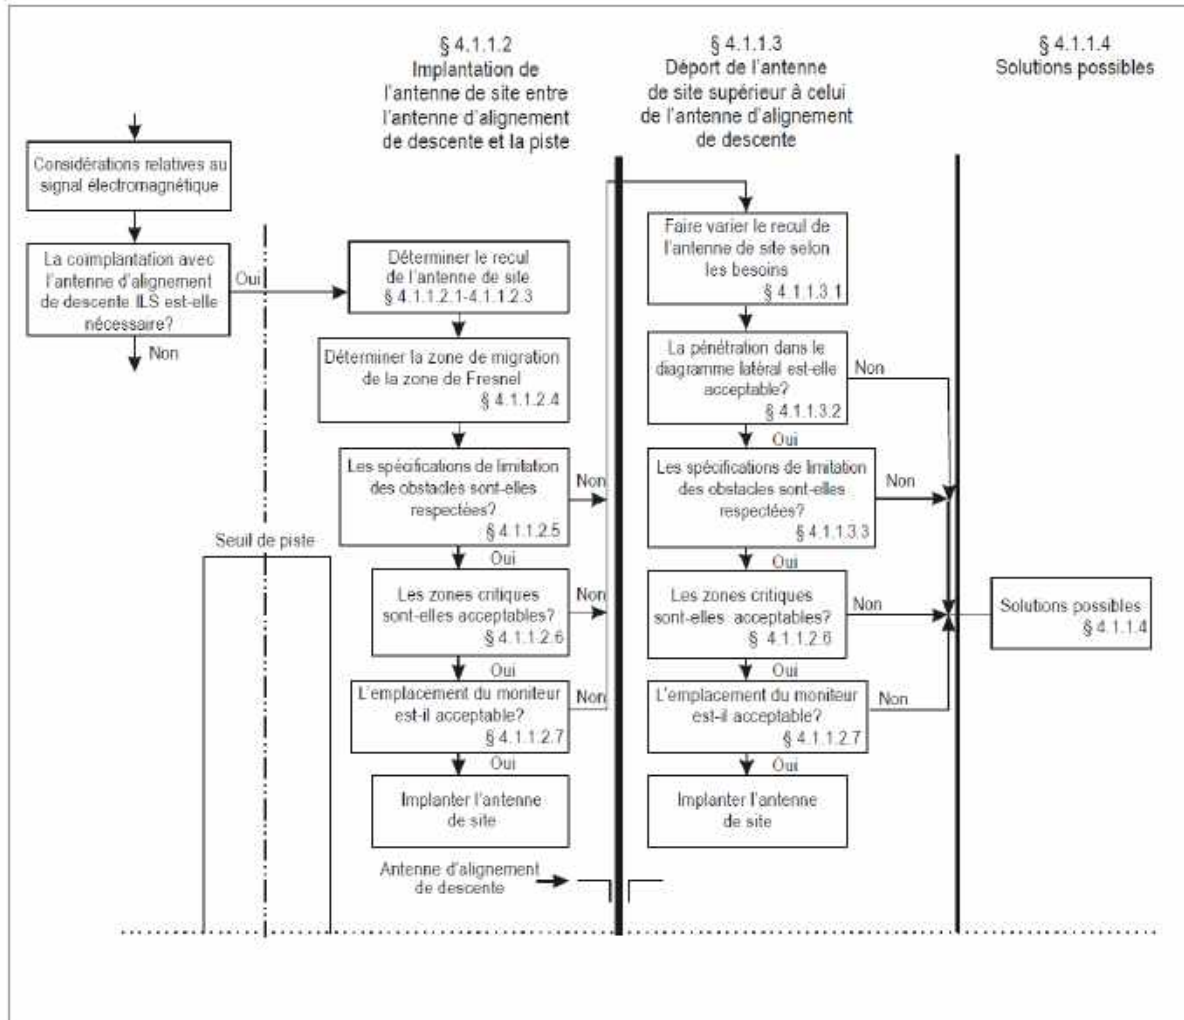 § 4.1.1.2
Implantation de
l'antenne de site entre
l'antenne d'alignement
de descente et la piste
§ 4.1.1.3
Déport de l'antenne
de site supérieur à celui
de l'antenne d'alignement
de descente
§ 4.1.1.4
Solutions possibles
Considérations relatives au
signal électromagnétique
La coïmplantation avec
l'antenne d'alignement
de descente ILS est-elle
nécessaire?
Oui
Non
Déterminer le recul
de l'antenne de site
§ 4.1.1.2.1-4.1.1.2.3
Déterminer la zone de migration
de la zone de Fresnel
§ 4.1.1.2.4
Les spécifications de limitation
des obstacles sont-elles
respectées?
§ 4.1.1.2.5
Non
Oui
Les zones critiques
sont-elles acceptables?
§ 4.1.1.2.6
Non
Oui
L'emplacement du moniteur
est-il acceptable?
§ 4.1.1.2.7
Non
Oui
Implanter l'antenne
de site
Seuil de piste
Antenne d'alignement
de descente
Faire varier le recul de
l'antenne de site selon
les besoins
§ 4.1.1.3.1
La pénétration dans le
diagramme latéral est-elle
acceptable?
§ 4.1.1.3.2
Non
Oui
Les spécifications de limitation
des obstacles sont-elles
respectées?
§ 4.1.1.3.3
Non
Oui
Les zones critiques
sont-elles acceptables?
§ 4.1.1.2.6
Non
Oui
L'emplacement du moniteur
est-il acceptable?
§ 4.1.1.2.7
Non
Oui
Implanter l'antenne
de site
Solutions possibles
§ 4.1.1.4